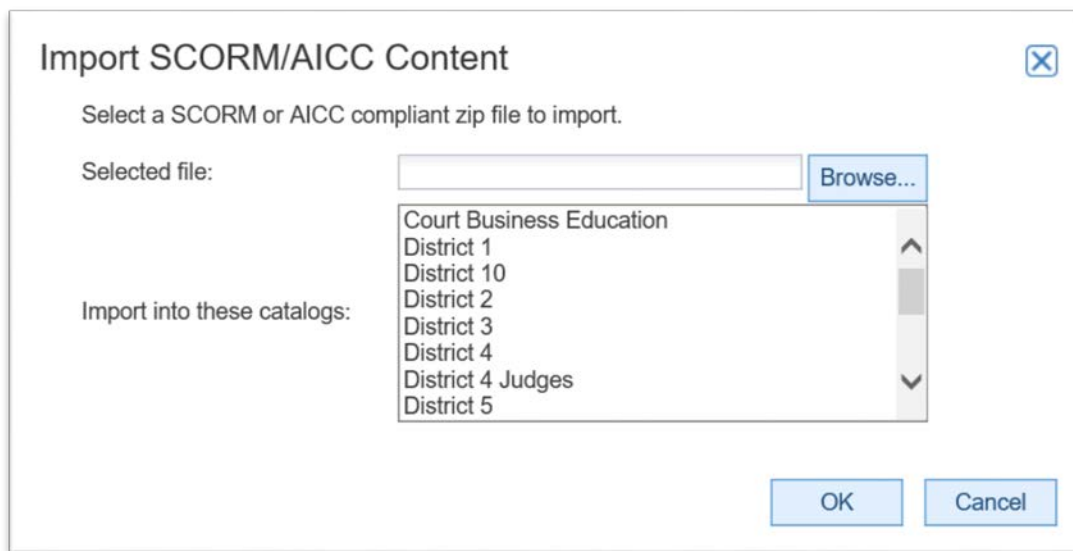 Import SCORM/AICC Content
Select a SCORM or AICC compliant zip file to import.
Selected file:
Browse...
Court Business Education
District 1
District 10
District 2
District 3
Import into these catalogs:
District 4
District 4 Judges
District 5
OK
Cancel